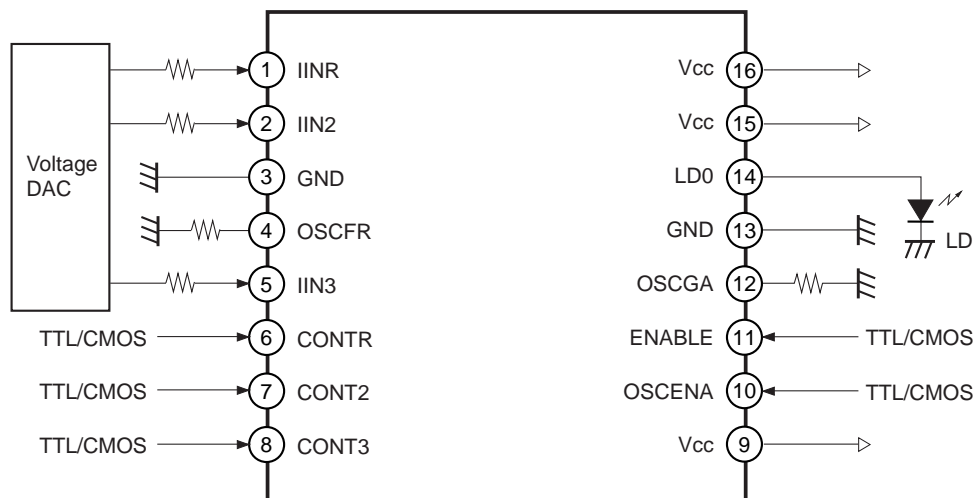 Voltage
DAC
1 IINR
2 IIN2
3 GND
4 OSCFR
5 IIN3
TTL/CMOS 6 CONTR
TTL/CMOS 7 CONT2
TTL/CMOS 8 CONT3
Vcc 16
Vcc 15
LD0 14
GND 13
LD
OSCGA 12
ENABLE 11 TTL/CMOS
OSCENA 10 TTL/CMOS
Vcc 9